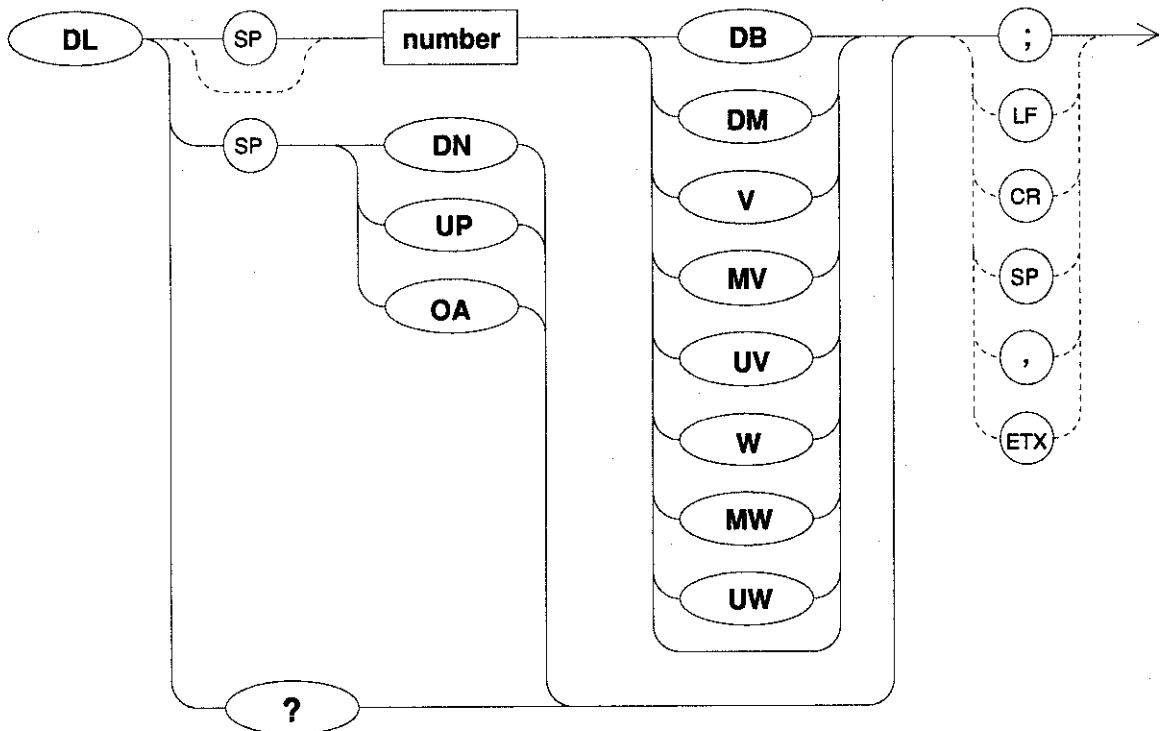 DL SP number DB ;
DM LF
SP DN
V CR
UP
MV SP
OA
UV ,
W ETX
MW
UW
?